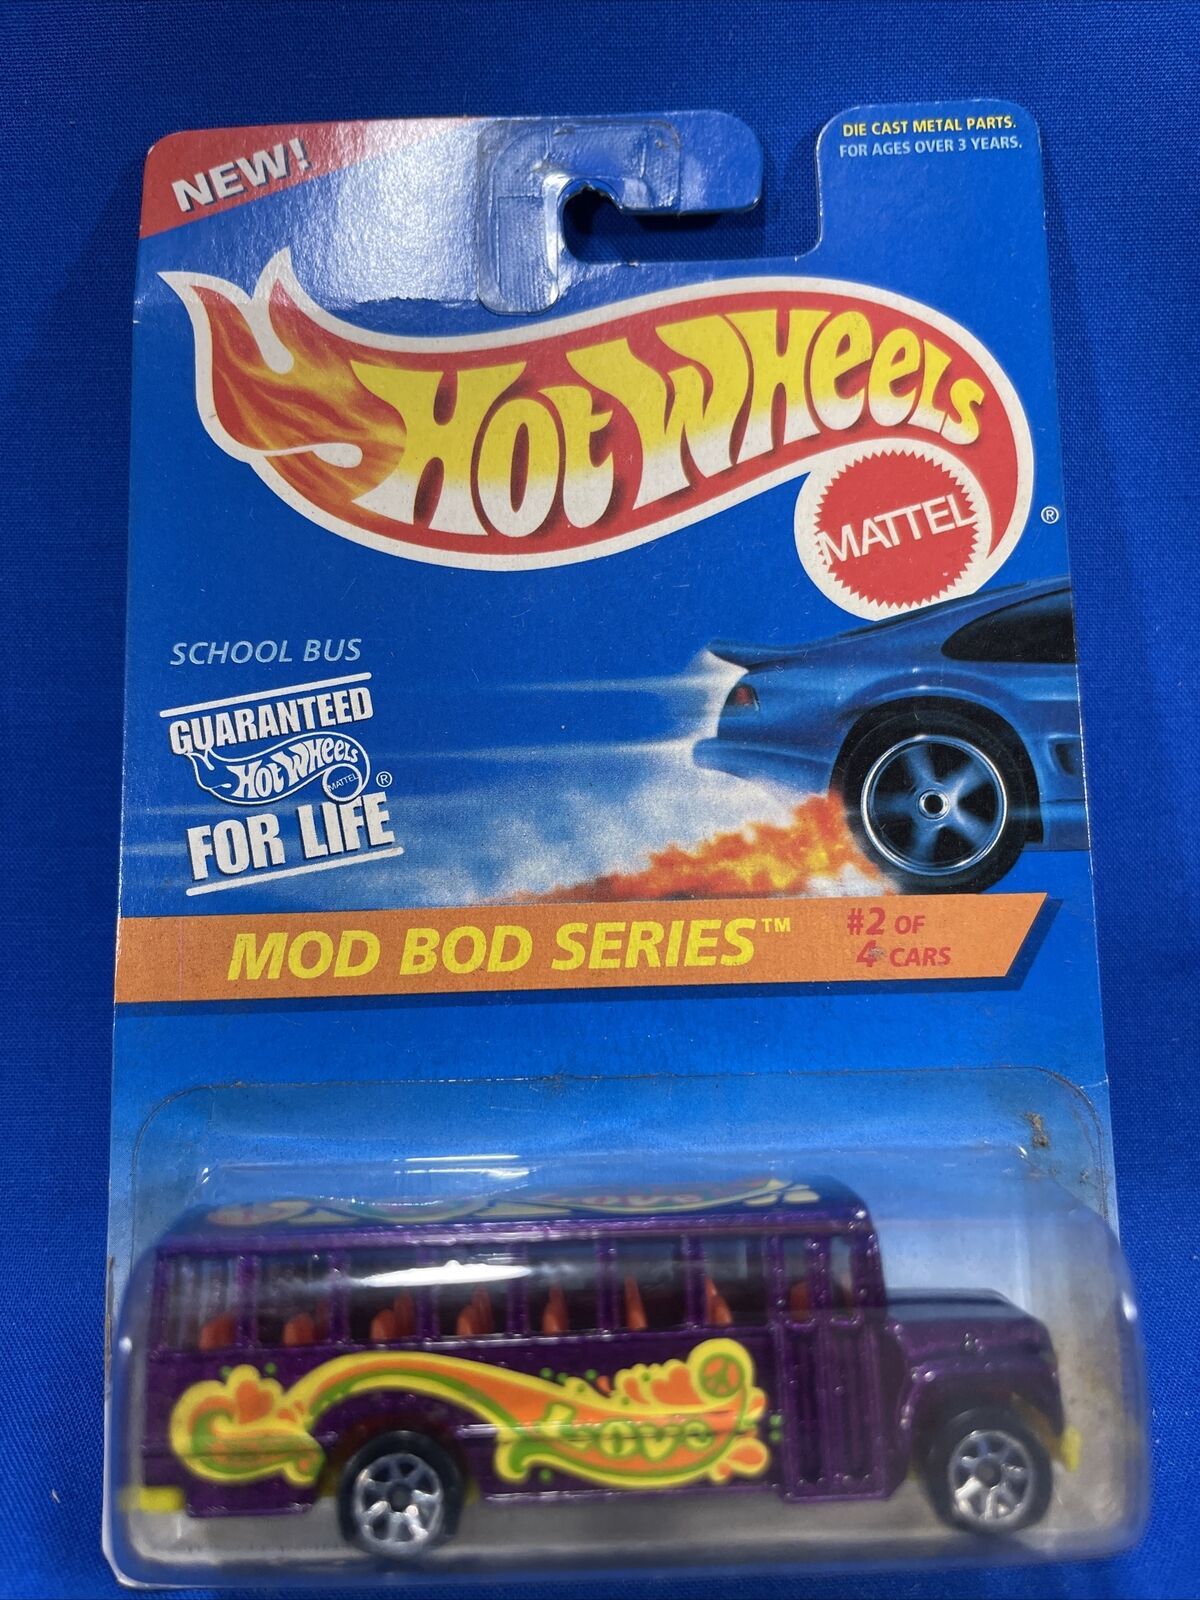 NEW!
DIE CAST METAL PARTS.
FOR AGES OVER 3 YEARS.
HOT WHEELS
MATTEL
®
SCHOOL BUS
GUARANTEED
HOT WHEELS
MATTEL ®
FOR LIFE
MOD BOD SERIES™
#2 OF
4 CARS
Love